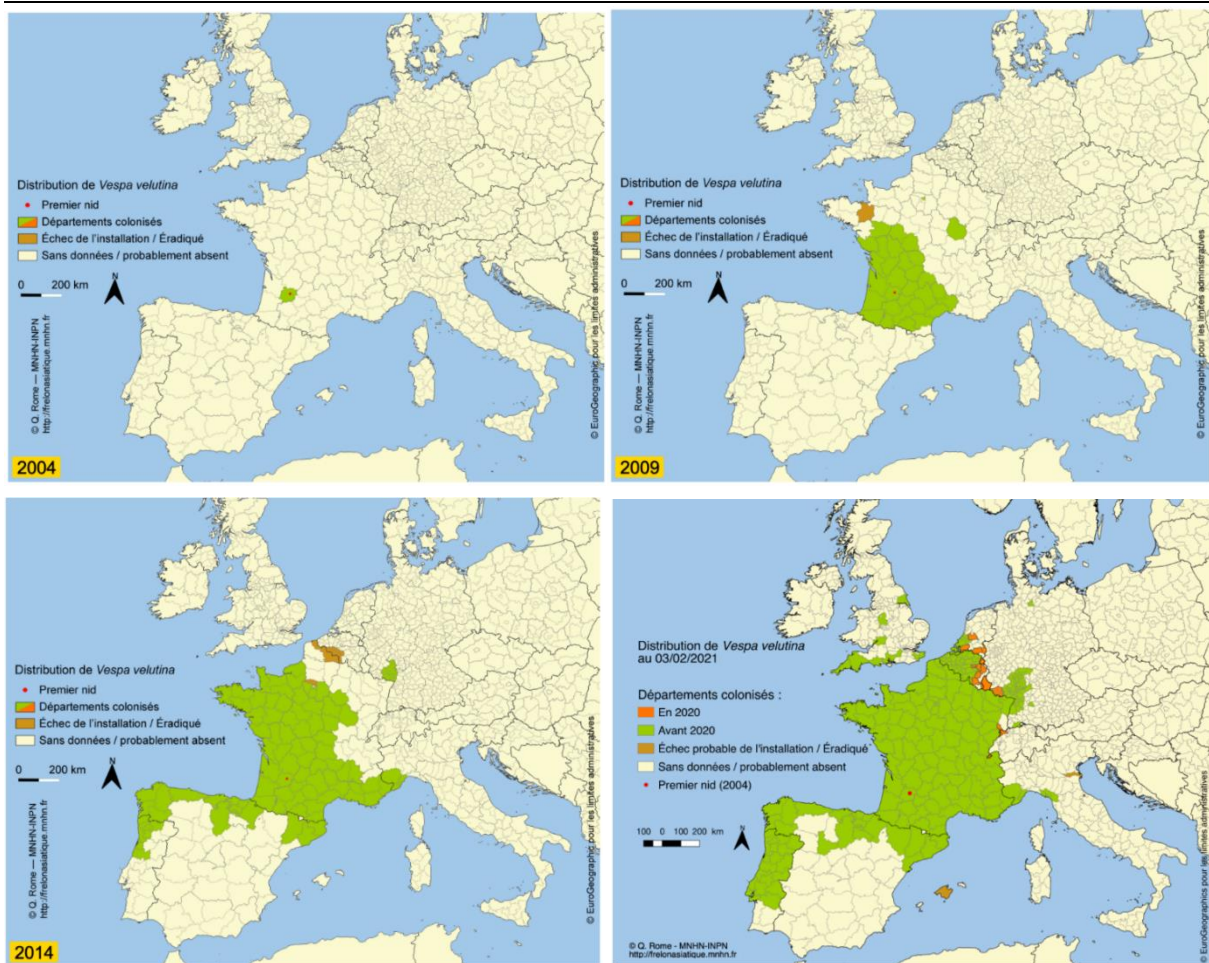 Distribution de Vespa velutina
Premier nid
Départements colonisés
Échec de l'installation / Éradiqué
Sans données / probablement absent
0 200 km
N
© Q. Rome — MNHN-INPN
http://frelonasiatique.mnhn.fr
© EuroGeographic pour les limites administratives
2004
Distribution de Vespa velutina
Premier nid
Départements colonisés
Échec de l'installation / Éradiqué
Sans données / probablement absent
0 200 km
N
© Q. Rome — MNHN-INPN
http://frelonasiatique.mnhn.fr
© EuroGeographic pour les limites administratives
2009
Distribution de Vespa velutina
Premier nid
Départements colonisés
Échec de l'installation / Éradiqué
Sans données / probablement absent
0 200 km
N
© Q. Rome — MNHN-INPN
http://frelonasiatique.mnhn.fr
© EuroGeographic pour les limites administratives
2014
Distribution de Vespa velutina
au 03/02/2021
Départements colonisés :
En 2020
Avant 2020
Échec probable de l'installation / Éradiqué
Sans données / probablement absent
Premier nid (2004)
100 0 100 200 km
N
© Q. Rome - MNHN-INPN
http://frelonasiatique.mnhn.fr
© EuroGeographics pour les limites administratives